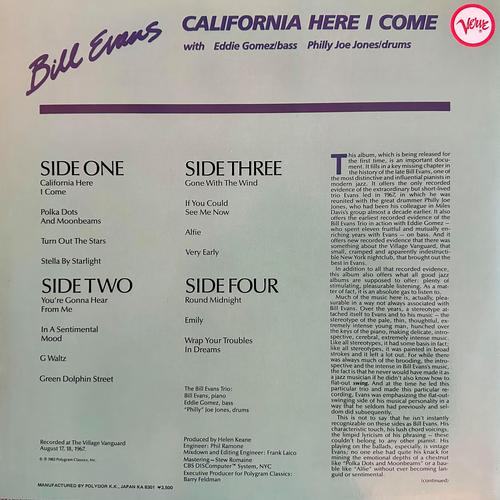 Bill Evans
CALIFORNIA HERE I COME
with Eddie Gomez/bass Philly Joe Jones/drums
Verve
SIDE ONE
California Here
I Come
Polka Dots
And Moonbeams
Turn Out The Stars
Stella By Starlight
SIDE TWO
You're Gonna Hear
From Me
In A Sentimental
Mood
G Waltz
Green Dolphin Street
SIDE THREE
Gone With The Wind
If You Could
See Me Now
Alfie
Very Early
SIDE FOUR
Round Midnight
Emily
Wrap Your Troubles
In Dreams
The Bill Evans Trio:
Bill Evans, piano
Eddie Gomez, bass
"Philly" Joe Jones, drums
Recorded at The Village Vanguard
August 17, 18, 1967.
℗ © 1982 Polygram Classics, Inc.
Produced by Helen Keane
Engineer: Phil Ramone
Mixdown and Editing Engineer: Frank Laico
Mastering—Stew Romaine
CBS DISComputer™ System, NYC
Executive Producer for Polygram Classics:
Barry Feldman
MANUFACTURED BY POLYDOR K.K., JAPAN KA 8301 ¥3,500
This album, which is being released for
the first time, is an important docu-
ment. It fills in a key missing chapter in
the history of the late Bill Evans, one of
the most distinctive and influential pianists in
modern jazz. It offers the only recorded
evidence of the extraordinary but short-lived
trio Evans led in 1967, in which he was
reunited with the great drummer Philly Joe
Jones, who had been his colleague in Miles
Davis's group almost a decade earlier. It also
offers the earliest recorded evidence of the
Bill Evans Trio in action with Eddie Gomez—
who spent eleven fruitful and mutually en-
riching years with Evans — on bass. And it
offers new recorded evidence that there was
something about the Village Vanguard, that
small, cramped and apparently indestructi-
ble New York nightclub, that brought out the
best in Evans.
In addition to all that recorded evidence,
this album also offers what all good jazz
albums are supposed to offer: plenty of
stimulating, pleasurable listening. As a mat-
ter of fact, it is an absolute gas to listen to.
Much of the music here is, actually, plea-
surable in a way not always associated with
Bill Evans. Over the years, a stereotype at-
tached itself to Evans and to his music — the
stereotype of the pale, thin, thoughtful, ex-
tremely intense young man, hunched over
the keys of the piano, making delicate, intro-
spective, cerebral, extremely intense music.
Like all stereotypes, it had some basis in fact;
like all stereotypes, it was painted in broad
strokes and it left a lot out. For while there
was always much of the brooding, the intro-
spective and the intense in Bill Evans's music,
the fact is that he never would have made it as
a jazz musician if he didn't also know how to
flat-out swing. And at the time he led this
particular trio and made this particular re-
cording, Evans was emphasizing the flat-out-
swinging side of his musical personality in a
way that he seldom had previously and sel-
dom did subsequently.
This is not to say that he isn't instantly
recognizable on these sides as Bill Evans. His
characteristic touch, his lush chord voicings,
the limpid lyricism of his phrasing — these
couldn't belong to any other pianist. His
playing on the ballads, especially, is vintage
Evans; no one else had quite his knack for
mining the emotional depths of a chestnut
like "Polka Dots and Moonbeams" or a bau-
ble like "Alfie" without ever becoming lan-
guid or sentimental.
(continued)